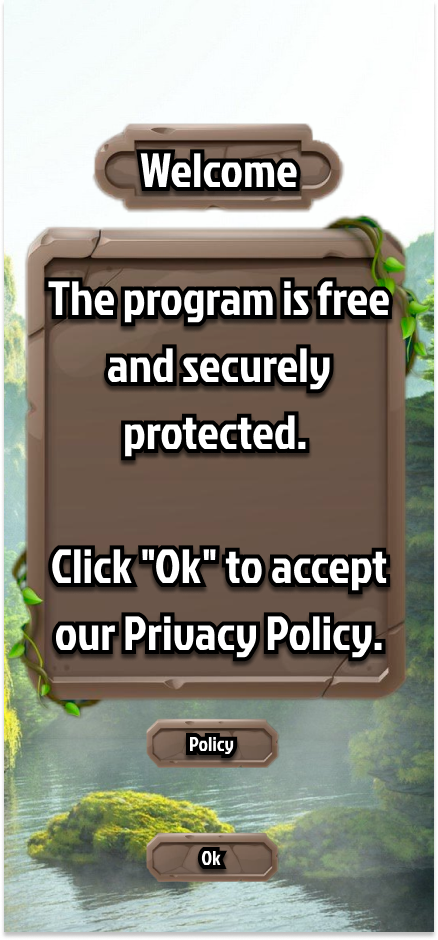 Welcome
The program is free
and securely
protected.
Click "Ok" to accept
our Privacy Policy.
Policy
Ok